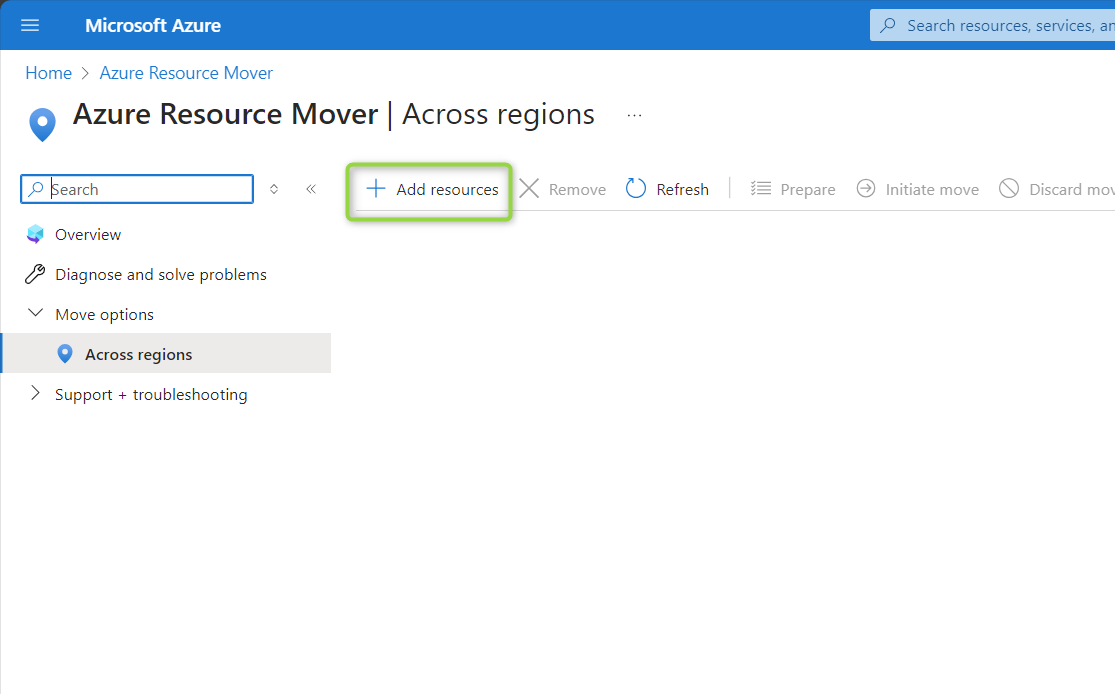 Microsoft Azure
Search resources, services, an
Home > Azure Resource Mover
Azure Resource Mover | Across regions ...
Search
Add resources Remove Refresh Prepare Initiate move Discard mov
Overview
Diagnose and solve problems
Move options
Across regions
Support + troubleshooting